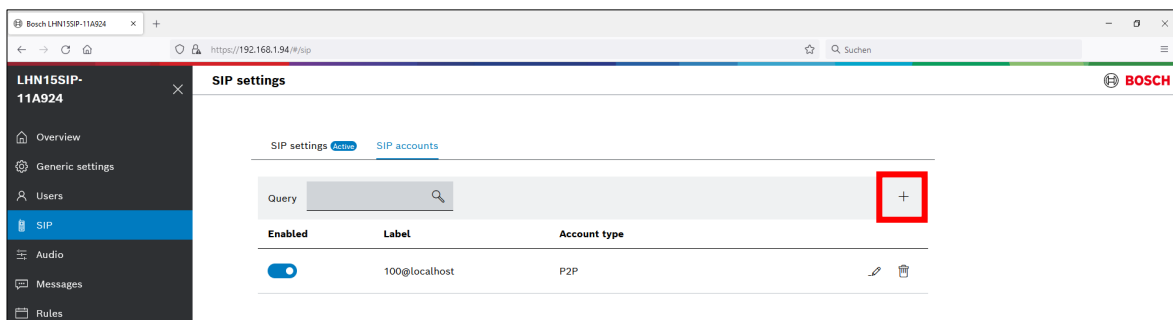 Bosch LHN15SIP-11A924
https://192.168.1.94/#/sip
Suchen
LHN15SIP-
11A924
SIP settings
BOSCH
Overview
Generic settings
Users
SIP
Audio
Messages
Rules
SIP settings Active SIP accounts
Query
Enabled Label Account type
100@localhost P2P